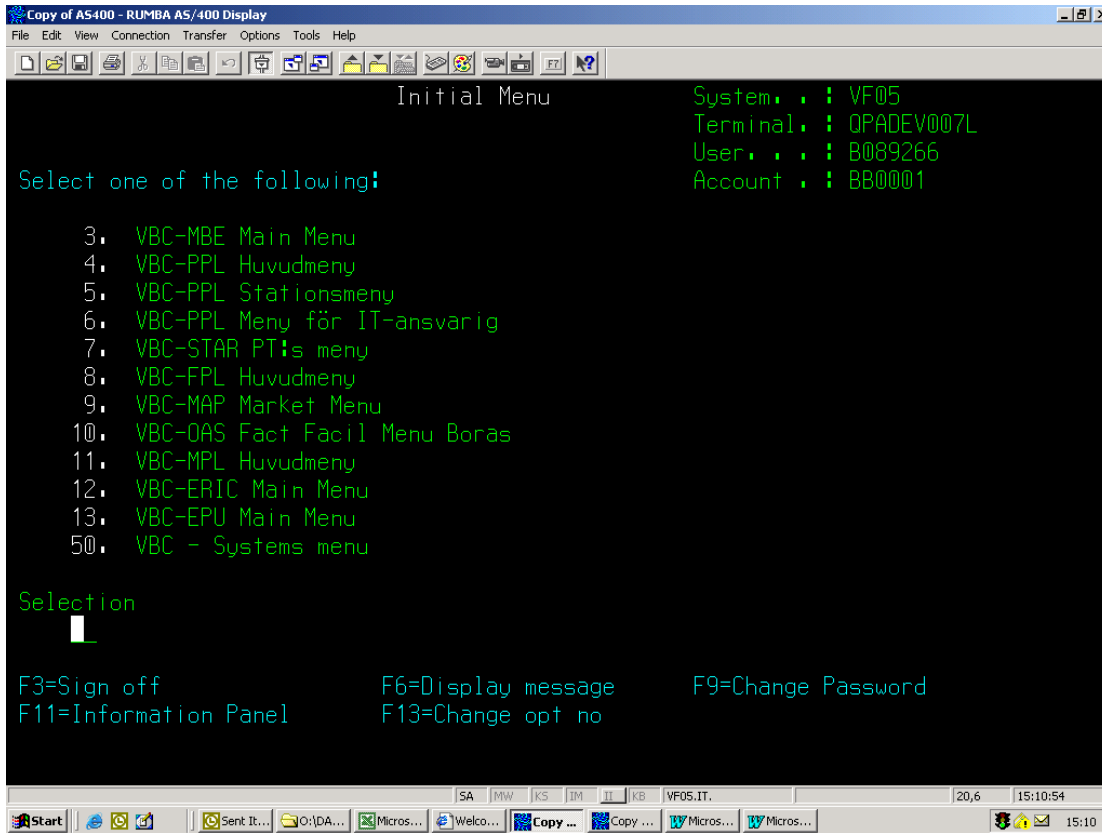 Copy of AS400 - RUMBA AS/400 Display
File Edit View Connection Transfer Options Tools Help
F7
Initial Menu System. . : VF05
Terminal. : QPADEV007L
User. . . : B089266
Select one of the following: Account . : BB0001
3. VBC-MBE Main Menu
4. VBC-PPL Huvudmeny
5. VBC-PPL Stationsmeny
6. VBC-PPL Meny för IT-ansvarig
7. VBC-STAR PT:s meny
8. VBC-FPL Huvudmeny
9. VBC-MAP Market Menu
10. VBC-OAS Fact Facil Menu Boras
11. VBC-MPL Huvudmeny
12. VBC-ERIC Main Menu
13. VBC-EPU Main Menu
50. VBC - Systems menu
Selection
F3=Sign off F6=Display message F9=Change Password
F11=Information Panel F13=Change opt no
SA MW KS IM II KB VF05.IT. 20,6 15:10:54
Start Sent It... O:\DA... Micros... Welco... Copy ... Copy ... Micros... Micros... 15:10